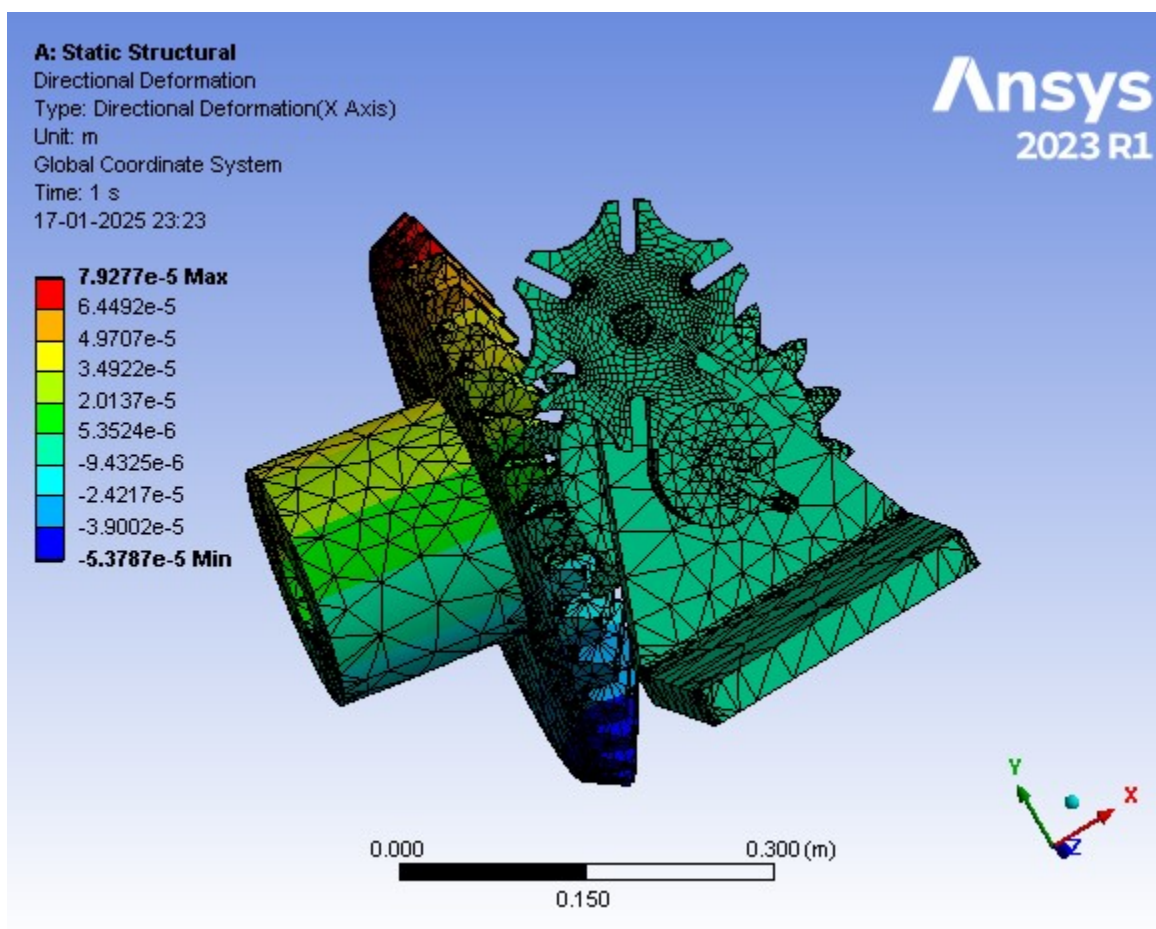 A: Static Structural
Directional Deformation
Type: Directional Deformation(X Axis)
Unit: m
Global Coordinate System
Time: 1 s
17-01-2025 23:23
Ansys
2023 R1
7.9277e-5 Max
6.4492e-5
4.9707e-5
3.4922e-5
2.0137e-5
5.3524e-6
-9.4325e-6
-2.4217e-5
-3.9002e-5
-5.3787e-5 Min
Y
X
Z
0.000
0.300 (m)
0.150